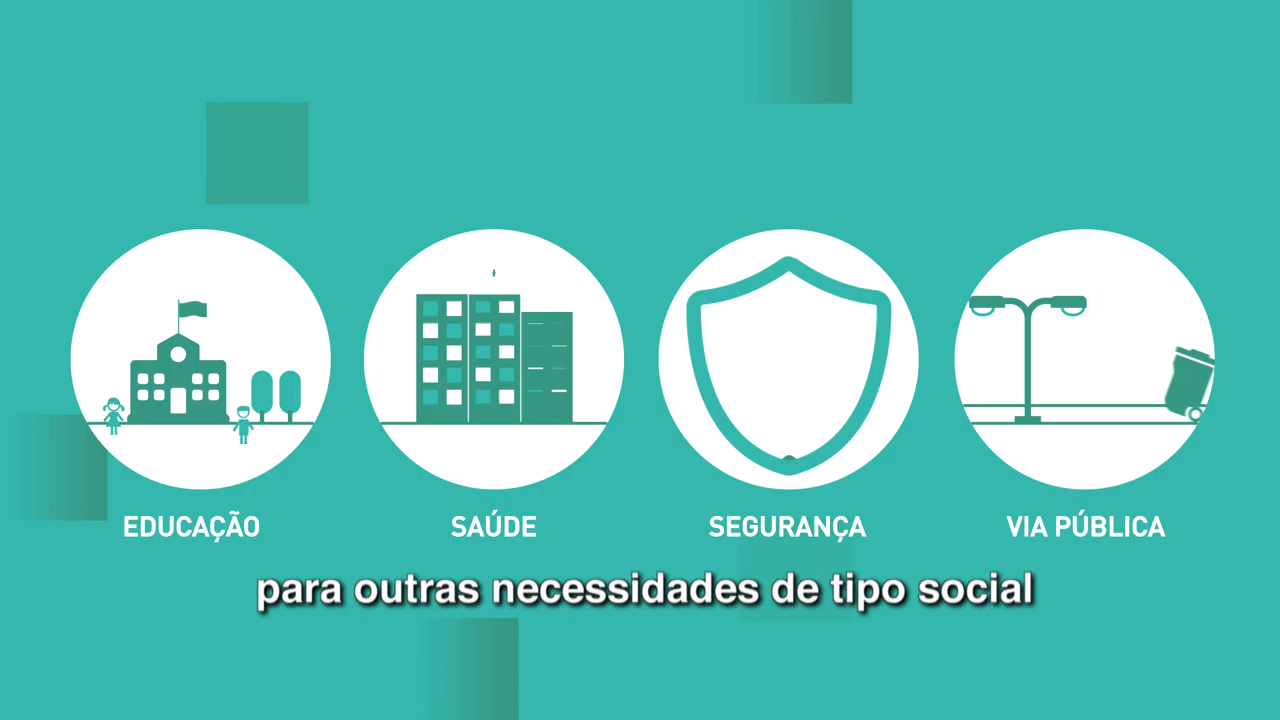 EDUCAÇÃO
SAÚDE
SEGURANÇA
VIA PÚBLICA
para outras necessidades de tipo social